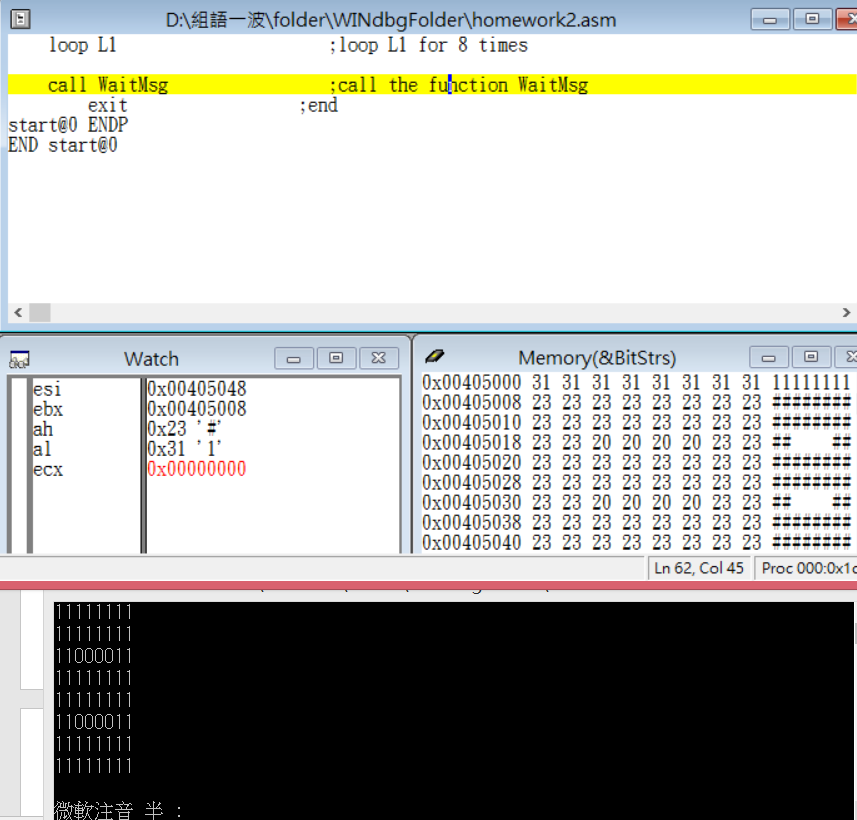 D:\組語一波\folder\WINdbgFolder\homework2.asm
loop L1 ;loop L1 for 8 times
call WaitMsg ;call the function WaitMsg
exit ;end
start@0 ENDP
END start@0
Watch
esi 0x00405048
ebx 0x00405008
ah 0x23 '#'
al 0x31 '1'
ecx 0x00000000
Memory(&BitStrs)
0x00405000 31 31 31 31 31 31 31 31 11111111
0x00405008 23 23 23 23 23 23 23 23 ########
0x00405010 23 23 23 23 23 23 23 23 ########
0x00405018 23 23 20 20 20 20 23 23 ##    ##
0x00405020 23 23 23 23 23 23 23 23 ########
0x00405028 23 23 23 23 23 23 23 23 ########
0x00405030 23 23 20 20 20 20 23 23 ##    ##
0x00405038 23 23 23 23 23 23 23 23 ########
0x00405040 23 23 23 23 23 23 23 23 ########
Ln 62, Col 45 Proc 000:0x1c
11111111
11111111
11000011
11111111
11111111
11000011
11111111
11111111
微軟注音 半 :